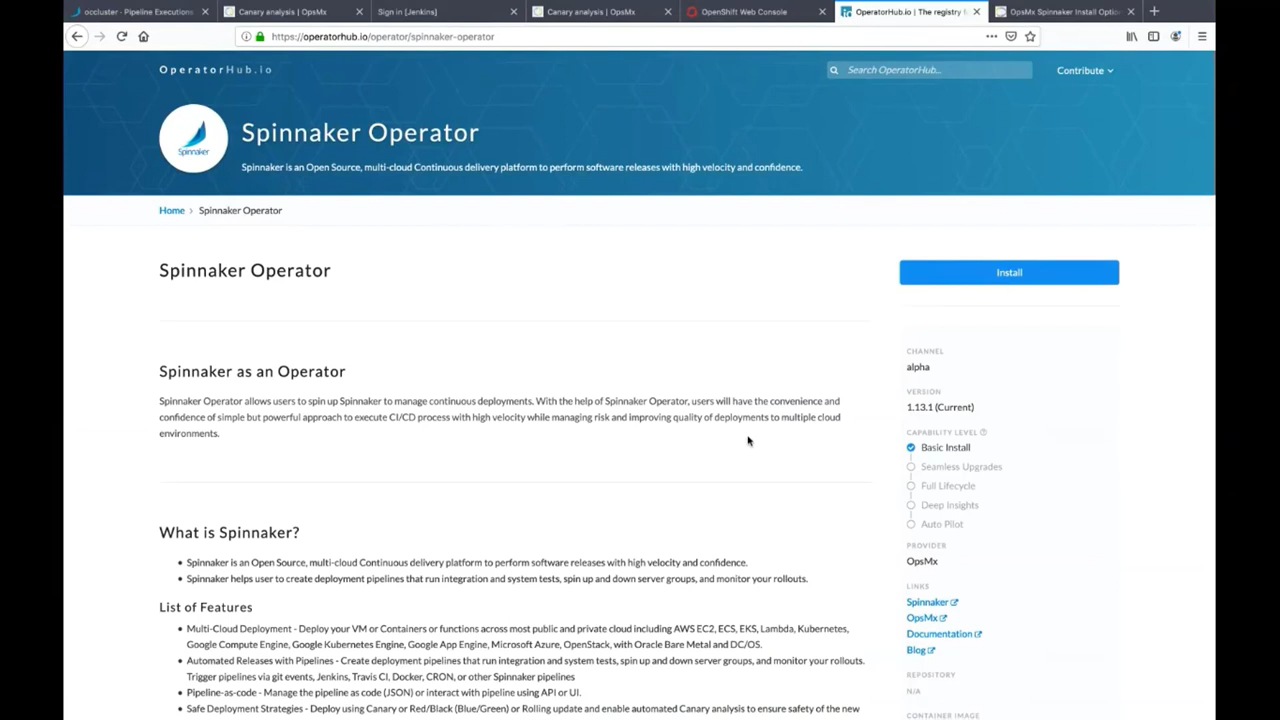 occluster - Pipeline Executions
Canary analysis | OpsMx
Sign in [Jenkins]
Canary analysis | OpsMx
OpenShift Web Console
OperatorHub.io | The registry f
OpsMx Spinnaker Install Optio
https://operatorhub.io/operator/spinnaker-operator
OperatorHub.io
Search OperatorHub...
Contribute
Spinnaker
Spinnaker Operator
Spinnaker is an Open Source, multi-cloud Continuous delivery platform to perform software releases with high velocity and confidence.
Home
Spinnaker Operator
Spinnaker Operator
Install
Spinnaker as an Operator
Spinnaker Operator allows users to spin up Spinnaker to manage continuous deployments. With the help of Spinnaker Operator, users will have the convenience and
confidence of simple but powerful approach to execute CI/CD process with high velocity while managing risk and improving quality of deployments to multiple cloud
environments.
What is Spinnaker?
• Spinnaker is an Open Source, multi-cloud Continuous delivery platform to perform software releases with high velocity and confidence.
• Spinnaker helps user to create deployment pipelines that run integration and system tests, spin up and down server groups, and monitor your rollouts.
List of Features
• Multi-Cloud Deployment - Deploy your VM or Containers or functions across most public and private cloud including AWS EC2, ECS, EKS, Lambda, Kubernetes,
Google Compute Engine, Google Kubernetes Engine, Google App Engine, Microsoft Azure, OpenStack, with Oracle Bare Metal and DC/OS.
• Automated Releases with Pipelines - Create deployment pipelines that run integration and system tests, spin up and down server groups, and monitor your rollouts.
Trigger pipelines via git events, Jenkins, Travis CI, Docker, CRON, or other Spinnaker pipelines
• Pipeline-as-code - Manage the pipeline as code (JSON) or interact with pipeline using API or UI.
• Safe Deployment Strategies - Deploy using Canary or Red/Black (Blue/Green) or Rolling update and enable automated Canary analysis to ensure safety of the new
CHANNEL
alpha
VERSION
1.13.1 (Current)
CAPABILITY LEVEL
Basic Install
Seamless Upgrades
Full Lifecycle
Deep Insights
Auto Pilot
PROVIDER
OpsMx
LINKS
Spinnaker
OpsMx
Documentation
Blog
REPOSITORY
N/A
CONTAINER IMAGE